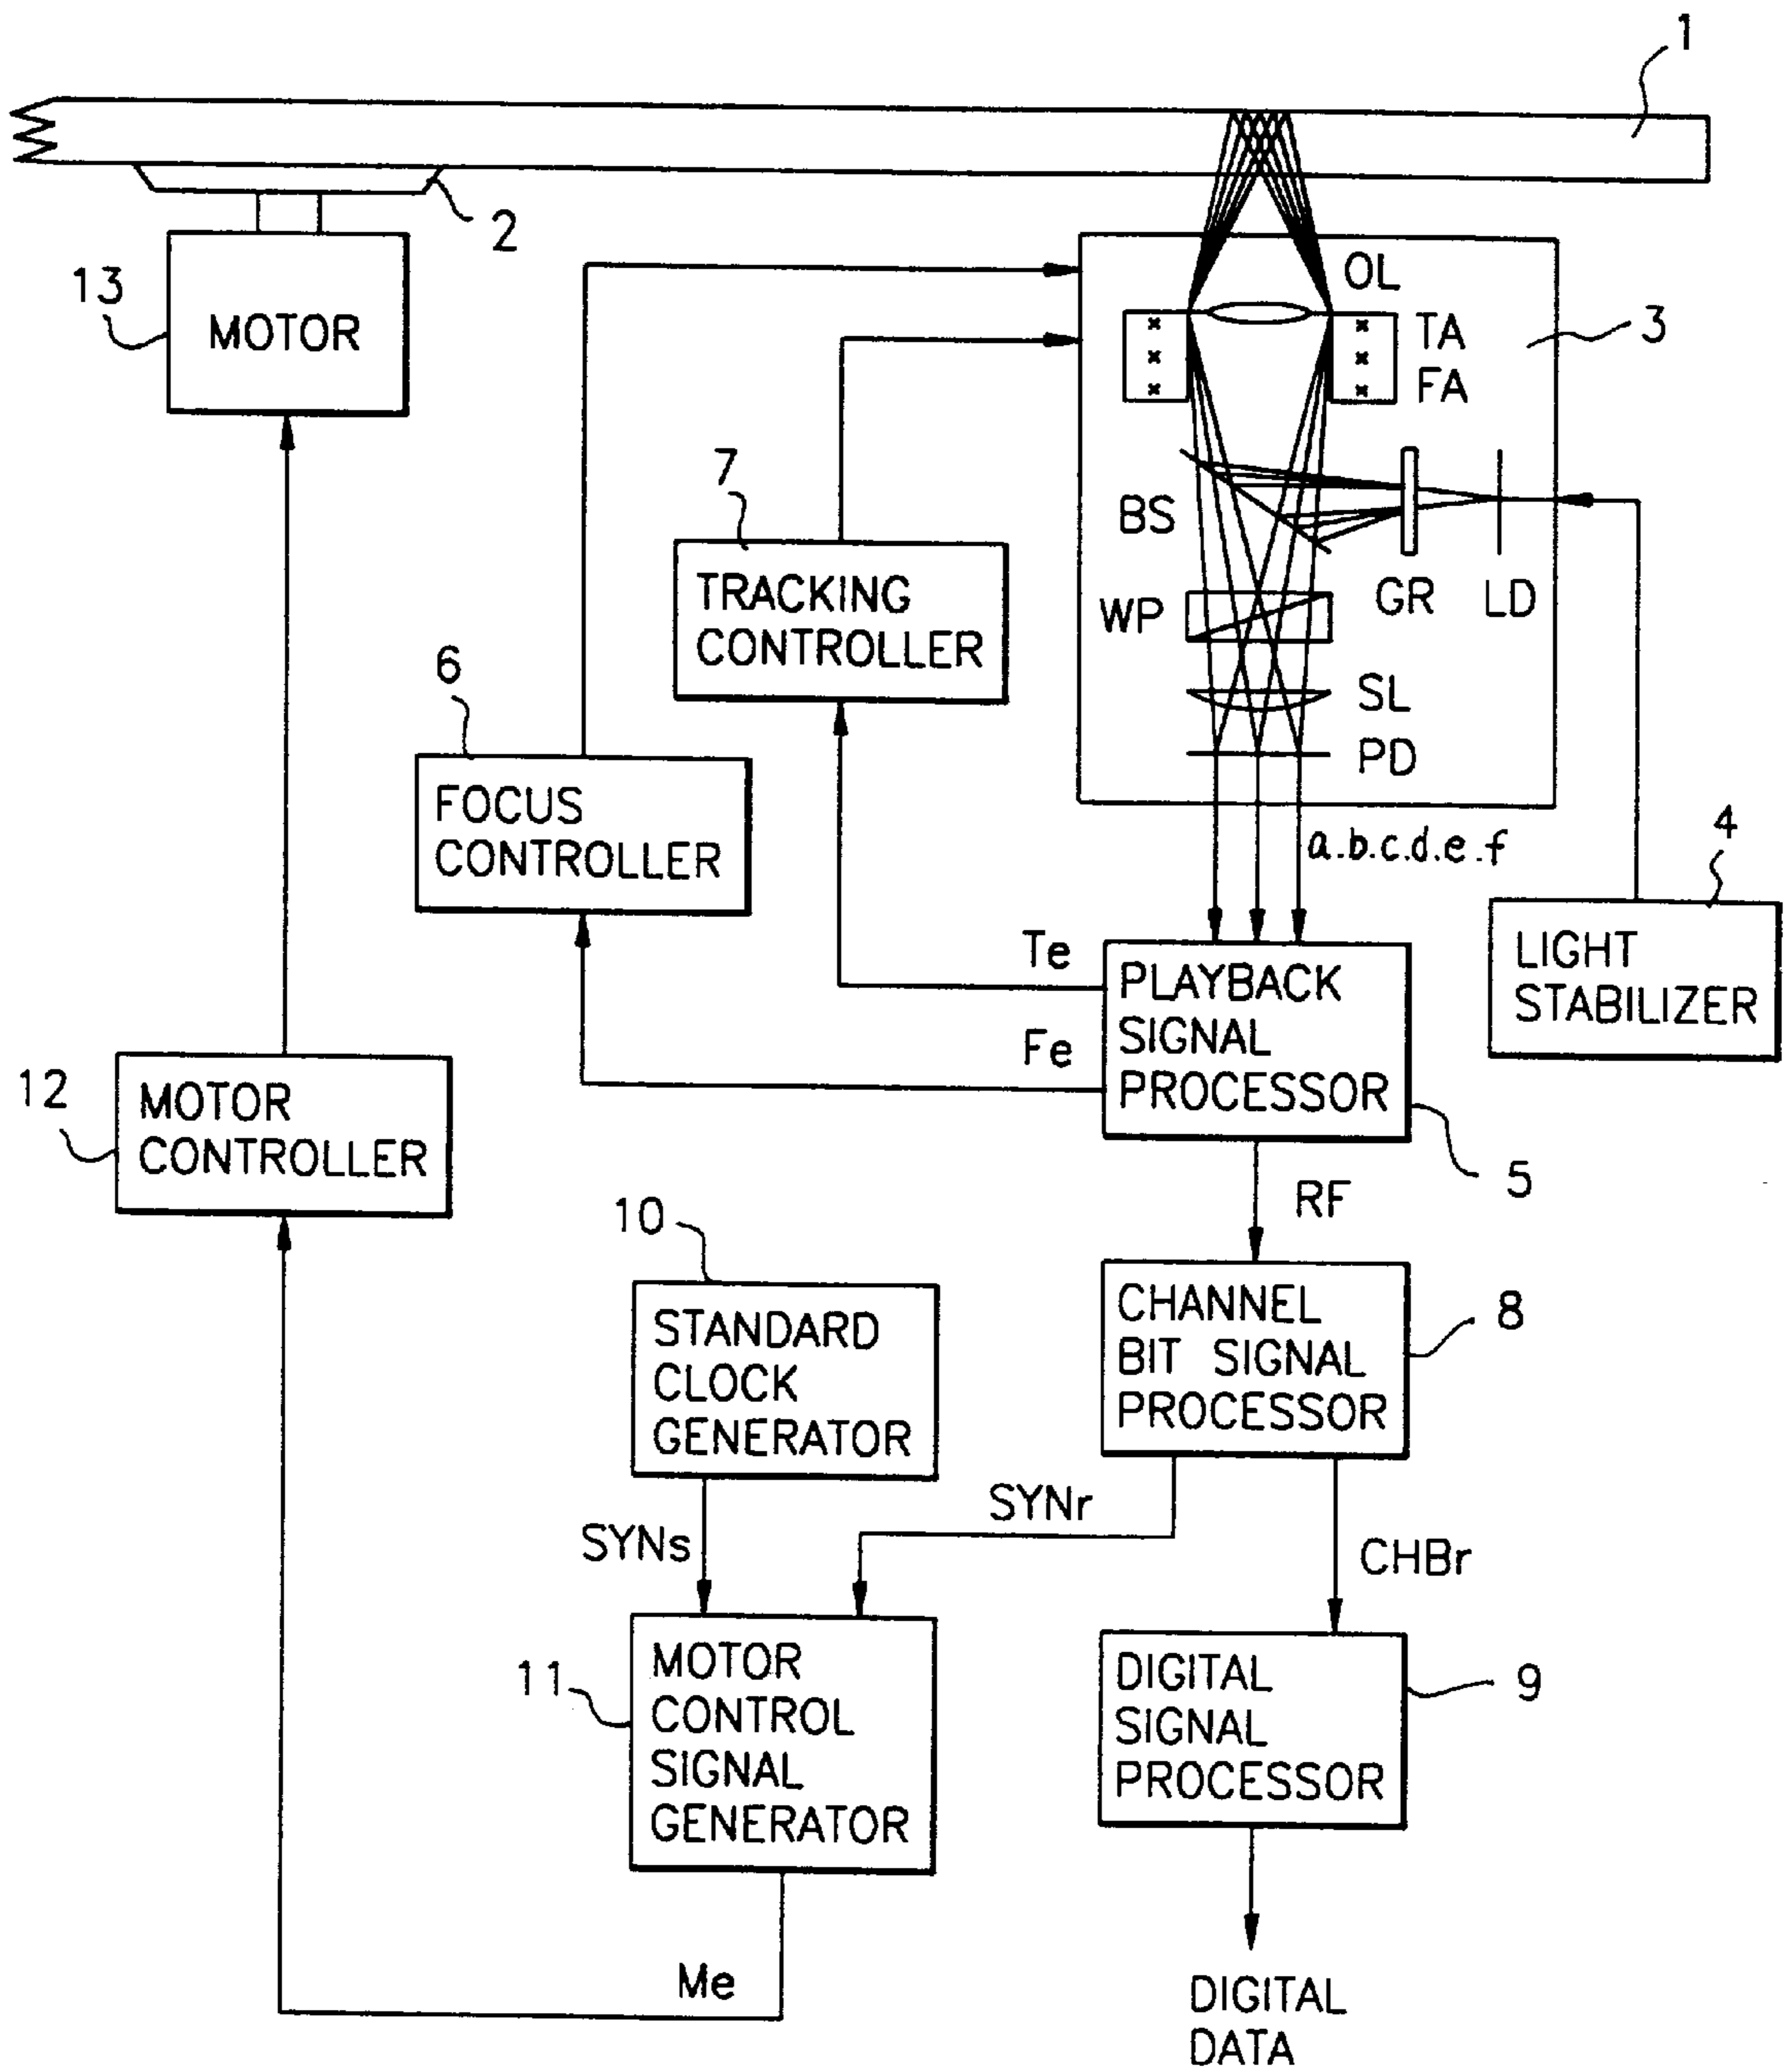 1
2
13
MOTOR
OL
TA
FA
3
7
BS
GR
LD
TRACKING
CONTROLLER
WP
6
SL
PD
FOCUS
CONTROLLER
a.b.c.d.e.f
4
LIGHT
STABILIZER
Te
Fe
PLAYBACK
SIGNAL
PROCESSOR
5
12
MOTOR
CONTROLLER
RF
10
STANDARD
CLOCK
GENERATOR
CHANNEL
BIT SIGNAL
PROCESSOR
8
SYNs
SYNr
CHBr
11
MOTOR
CONTROL
SIGNAL
GENERATOR
DIGITAL
SIGNAL
PROCESSOR
9
Me
DIGITAL
DATA